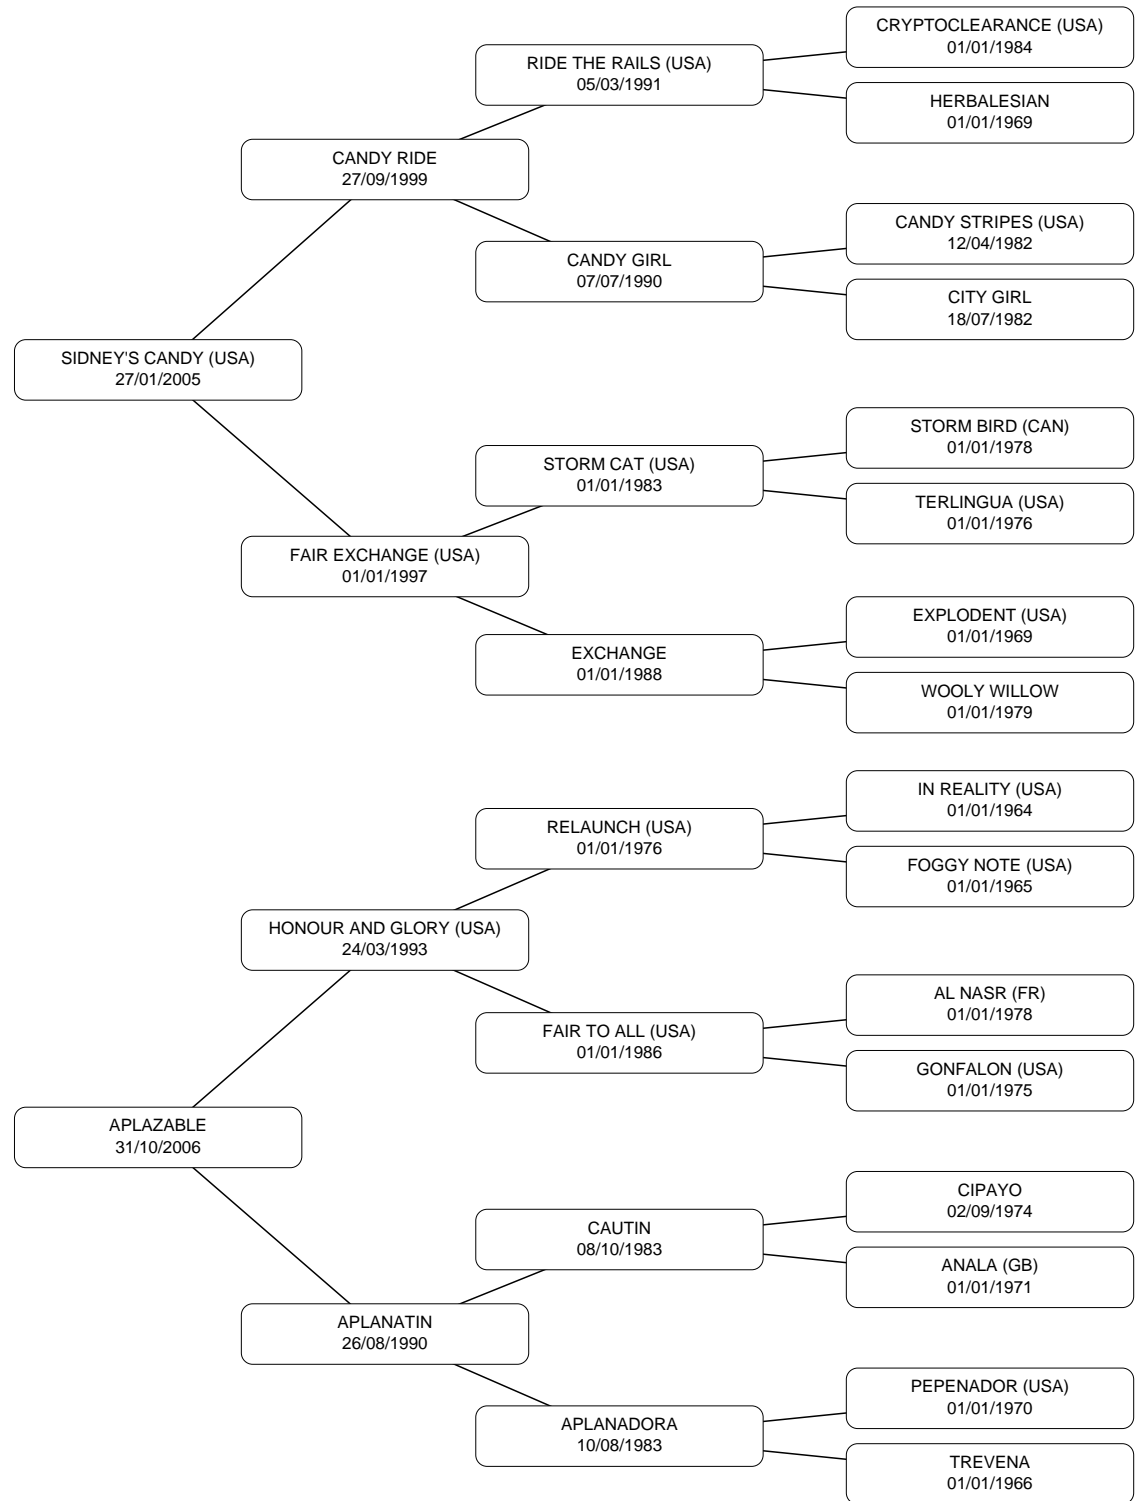 CRYPTOCLEARANCE (USA)
01/01/1984
RIDE THE RAILS (USA)
05/03/1991
HERBALESIAN
01/01/1969
CANDY RIDE
27/09/1999
CANDY STRIPES (USA)
12/04/1982
CANDY GIRL
07/07/1990
CITY GIRL
18/07/1982
SIDNEY'S CANDY (USA)
27/01/2005
STORM BIRD (CAN)
01/01/1978
STORM CAT (USA)
01/01/1983
TERLINGUA (USA)
01/01/1976
FAIR EXCHANGE (USA)
01/01/1997
EXPLODENT (USA)
01/01/1969
EXCHANGE
01/01/1988
WOOLY WILLOW
01/01/1979
IN REALITY (USA)
01/01/1964
RELAUNCH (USA)
01/01/1976
FOGGY NOTE (USA)
01/01/1965
HONOUR AND GLORY (USA)
24/03/1993
AL NASR (FR)
01/01/1978
FAIR TO ALL (USA)
01/01/1986
GONFALON (USA)
01/01/1975
APLAZABLE
31/10/2006
CIPAYO
02/09/1974
CAUTIN
08/10/1983
ANALA (GB)
01/01/1971
APLANATIN
26/08/1990
PEPENADOR (USA)
01/01/1970
APLANADORA
10/08/1983
TREVENA
01/01/1966